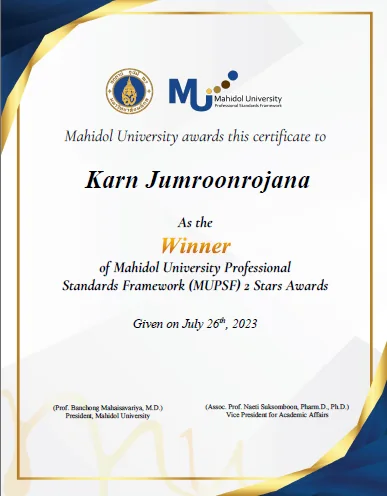 MU
Mahidol University
Professional Standards Framework
Mahidol University awards this certificate to
Karn Jumroonrojana
As the
Winner
of Mahidol University Professional
Standards Framework (MUPSF) 2 Stars Awards
Given on July 26th, 2023
(Prof. Banchong Mahaisavariya, M.D.)
President, Mahidol University
(Assoc. Prof. Naeti Suksomboon, Pharm.D., Ph.D.)
Vice President for Academic Affairs